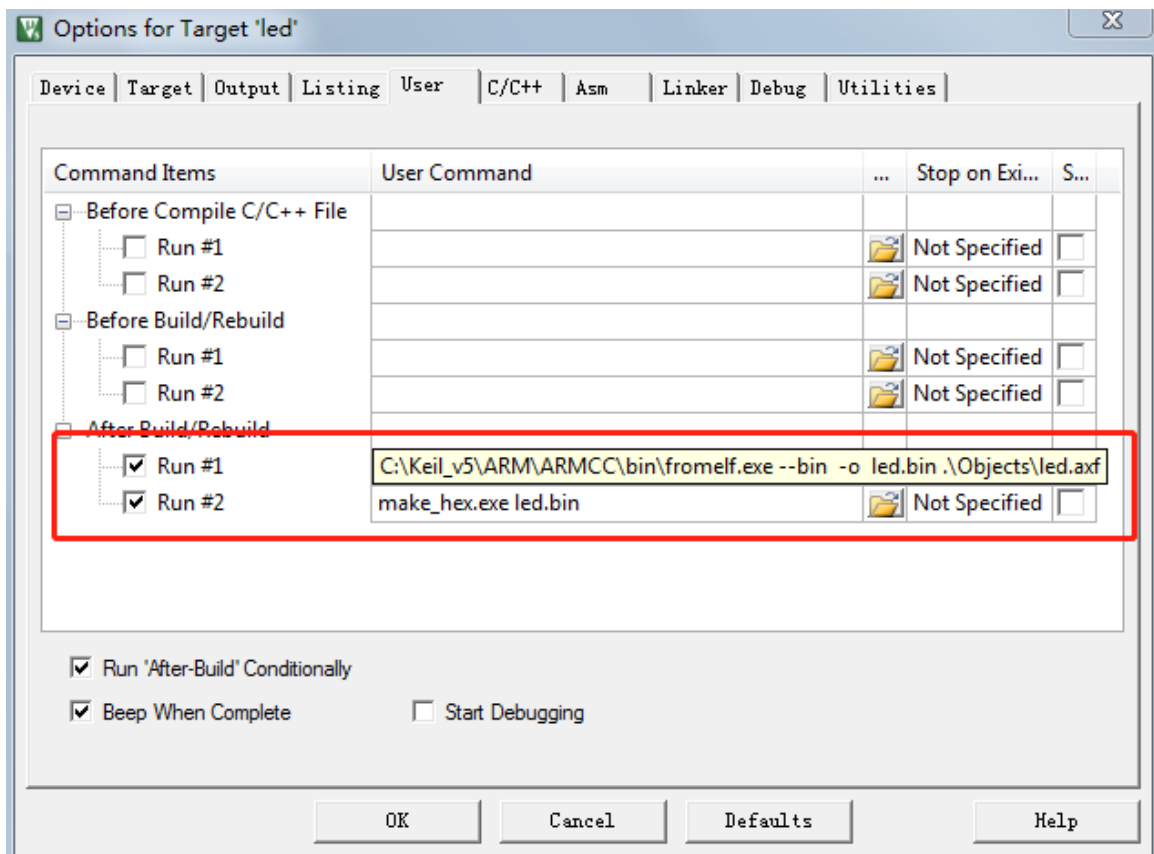 Options for Target 'led'
Device Target Output Listing User C/C++ Asm Linker Debug Utilities
Command Items User Command ... Stop on Exi... S...
Before Compile C/C++ File
Run #1 Not Specified
Run #2 Not Specified
Before Build/Rebuild
Run #1 Not Specified
Run #2 Not Specified
After Build/Rebuild
Run #1 C:\Keil_v5\ARM\ARMCC\bin\fromelf.exe --bin -o led.bin .\Objects\led.axf
Run #2 make_hex.exe led.bin Not Specified
Run 'After-Build' Conditionally
Beep When Complete Start Debugging
OK Cancel Defaults Help